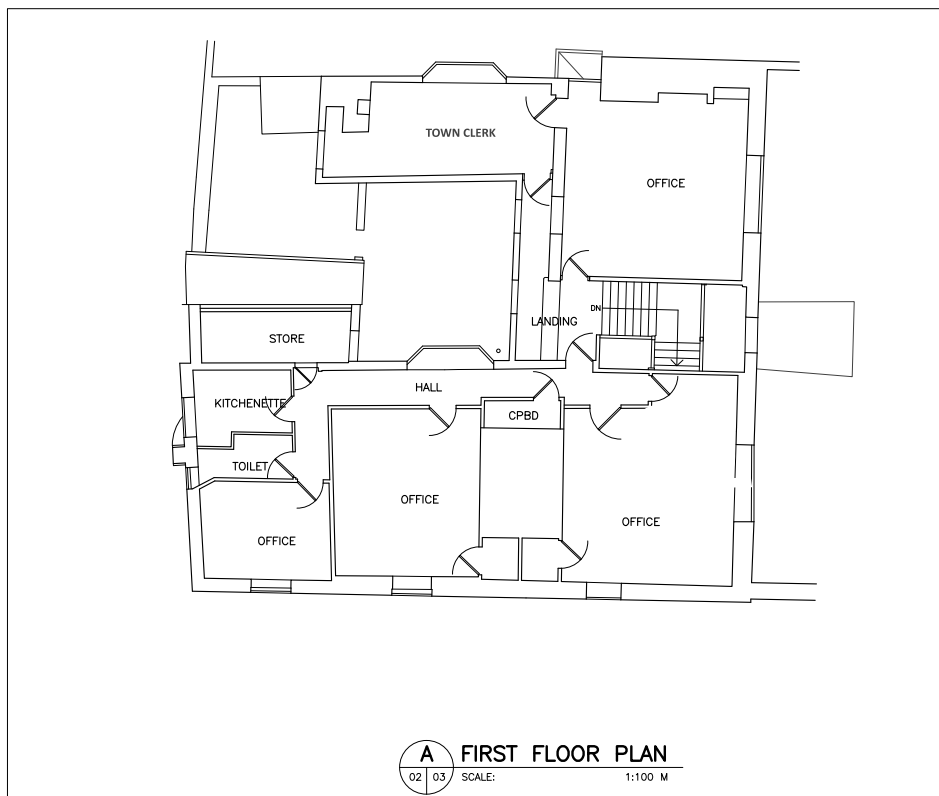 TOWN CLERK
OFFICE
DN
LANDING
STORE
HALL
KITCHENETTE
CPBD
TOILET
OFFICE
OFFICE
OFFICE
A FIRST FLOOR PLAN
02 03 SCALE: 1:100 M